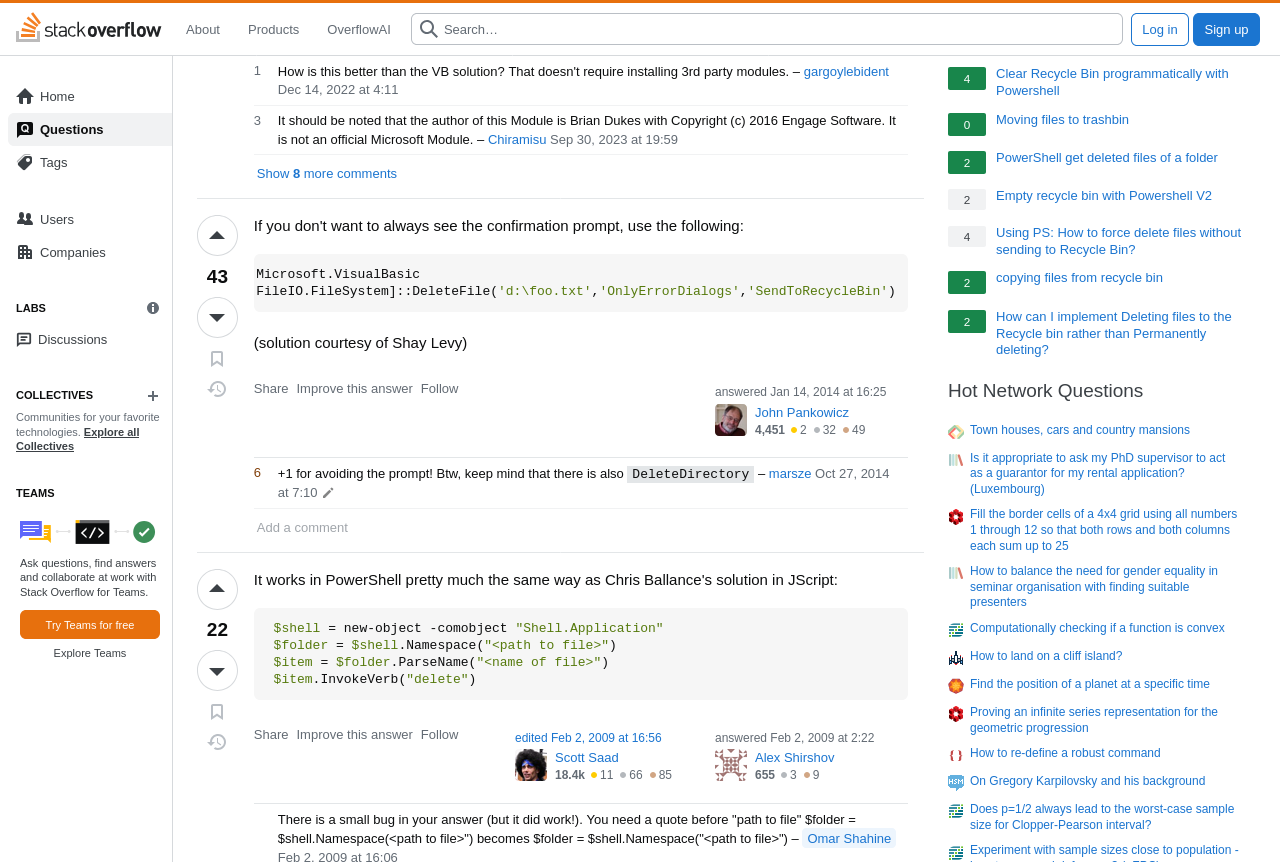 stack overflow
About
Products
OverflowAI
Search…
Log in
Sign up
Home
Questions
Tags
Users
Companies
LABS
Discussions
COLLECTIVES
Communities for your favorite
technologies. Explore all
Collectives
TEAMS
Ask questions, find answers
and collaborate at work with
Stack Overflow for Teams.
Try Teams for free
Explore Teams
1 How is this better than the VB solution? That doesn't require installing 3rd party modules. – gargoylebident
Dec 14, 2022 at 4:11
3 It should be noted that the author of this Module is Brian Dukes with Copyright (c) 2016 Engage Software. It
is not an official Microsoft Module. – Chiramisu Sep 30, 2023 at 19:59
Show 8 more comments
43
If you don't want to always see the confirmation prompt, use the following:
Microsoft.VisualBasic
FileIO.FileSystem]::DeleteFile('d:\foo.txt','OnlyErrorDialogs','SendToRecycleBin')
(solution courtesy of Shay Levy)
Share Improve this answer Follow
answered Jan 14, 2014 at 16:25
John Pankowicz
4,451 2 32 49
6 +1 for avoiding the prompt! Btw, keep mind that there is also DeleteDirectory – marsze Oct 27, 2014
at 7:10
Add a comment
22
It works in PowerShell pretty much the same way as Chris Ballance's solution in JScript:
$shell = new-object -comobject "Shell.Application"
$folder = $shell.Namespace("<path to file>")
$item = $folder.ParseName("<name of file>")
$item.InvokeVerb("delete")
Share Improve this answer Follow
edited Feb 2, 2009 at 16:56
Scott Saad
18.4k 11 66 85
answered Feb 2, 2009 at 2:22
Alex Shirshov
655 3 9
There is a small bug in your answer (but it did work!). You need a quote before "path to file" $folder =
$shell.Namespace(<path to file>") becomes $folder = $shell.Namespace("<path to file>") – Omar Shahine
Feb 2, 2009 at 16:06
4 Clear Recycle Bin programmatically with
Powershell
0 Moving files to trashbin
2 PowerShell get deleted files of a folder
2 Empty recycle bin with Powershell V2
4 Using PS: How to force delete files without
sending to Recycle Bin?
2 copying files from recycle bin
2 How can I implement Deleting files to the
Recycle bin rather than Permanently
deleting?
Hot Network Questions
Town houses, cars and country mansions
Is it appropriate to ask my PhD supervisor to act
as a guarantor for my rental application?
(Luxembourg)
Fill the border cells of a 4x4 grid using all numbers
1 through 12 so that both rows and both columns
each sum up to 25
How to balance the need for gender equality in
seminar organisation with finding suitable
presenters
Computationally checking if a function is convex
How to land on a cliff island?
Find the position of a planet at a specific time
Proving an infinite series representation for the
geometric progression
How to re-define a robust command
On Gregory Karpilovsky and his background
Does p=1/2 always lead to the worst-case sample
size for Clopper-Pearson interval?
Experiment with sample sizes close to population -